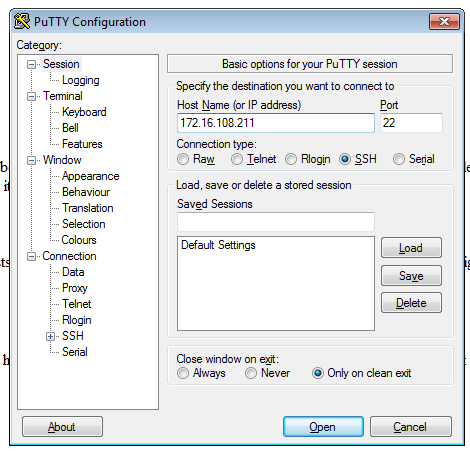 PuTTY Configuration
Category:
Session
Logging
Terminal
Keyboard
Bell
Features
Window
Appearance
Behaviour
Translation
Selection
Colours
Connection
Data
Proxy
Telnet
Rlogin
SSH
Serial
Basic options for your PuTTY session
Specify the destination you want to connect to
Host Name (or IP address) Port
172.16.108.211 22
Connection type:
Raw Telnet Rlogin SSH Serial
Load, save or delete a stored session
Saved Sessions
Default Settings
Load
Save
Delete
Close window on exit:
Always Never Only on clean exit
About Open Cancel